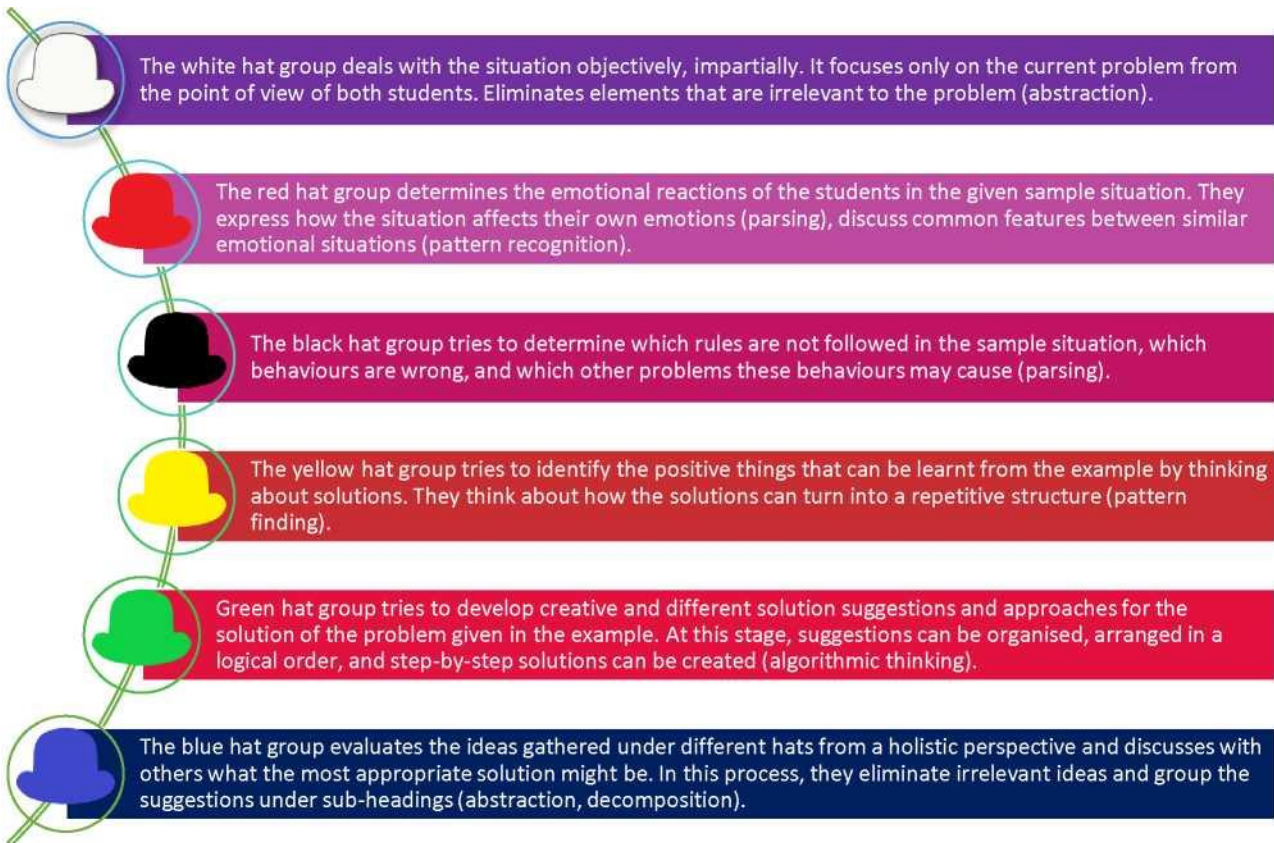 The white hat group deals with the situation objectively, impartially. It focuses only on the current problem from
the point of view of both students. Eliminates elements that are irrelevant to the problem (abstraction).
The red hat group determines the emotional reactions of the students in the given sample situation. They
express how the situation affects their own emotions (parsing), discuss common features between similar
emotional situations (pattern recognition).
The black hat group tries to determine which rules are not followed in the sample situation, which
behaviours are wrong, and which other problems these behaviours may cause (parsing).
The yellow hat group tries to identify the positive things that can be learnt from the example by thinking
about solutions. They think about how the solutions can turn into a repetitive structure (pattern
finding).
Green hat group tries to develop creative and different solution suggestions and approaches for the
solution of the problem given in the example. At this stage, suggestions can be organised, arranged in a
logical order, and step-by-step solutions can be created (algorithmic thinking).
The blue hat group evaluates the ideas gathered under different hats from a holistic perspective and discusses with
others what the most appropriate solution might be. In this process, they eliminate irrelevant ideas and group the
suggestions under sub-headings (abstraction, decomposition).